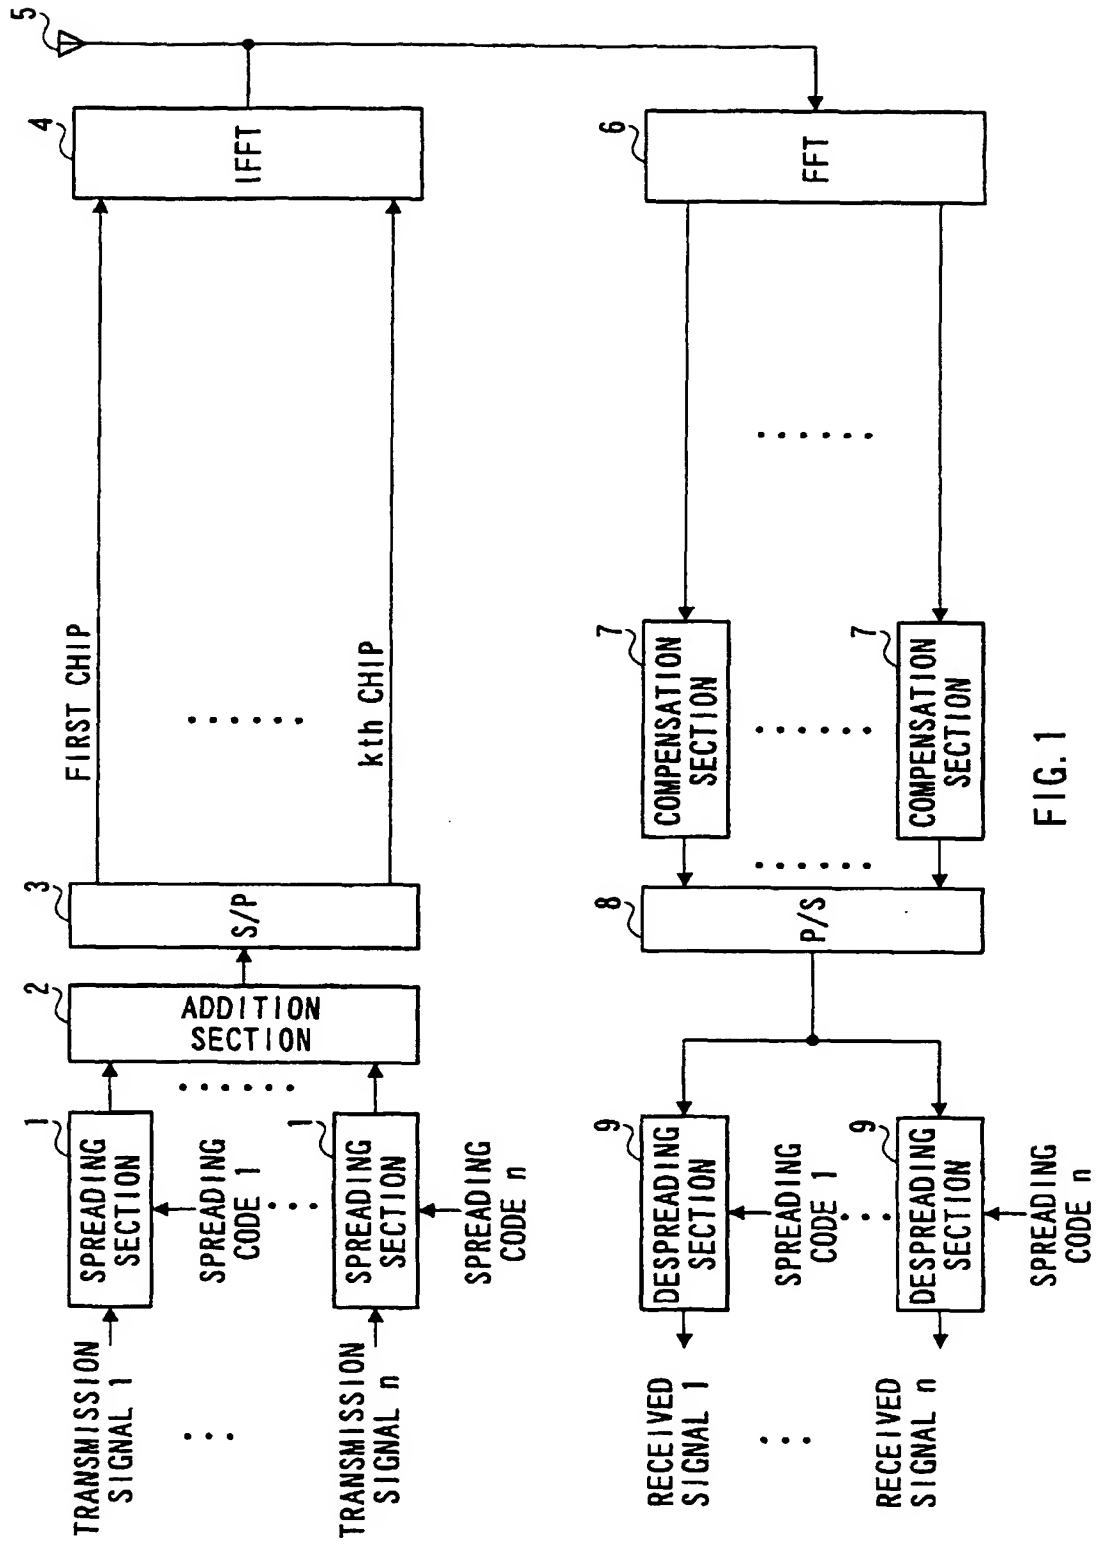 TRANSMISSION
SIGNAL 1
1
SPREADING
SECTION
SPREADING
CODE 1
2
ADDITION
SECTION
3
S/P
FIRST CHIP
4
IFFT
5
TRANSMISSION
SIGNAL n
1
SPREADING
SECTION
SPREADING
CODE n
kth CHIP
RECEIVED
SIGNAL 1
9
DESPREADING
SECTION
SPREADING
CODE 1
8
P/S
7
COMPENSATION
SECTION
6
FFT
RECEIVED
SIGNAL n
9
DESPREADING
SECTION
SPREADING
CODE n
7
COMPENSATION
SECTION
FIG. 1